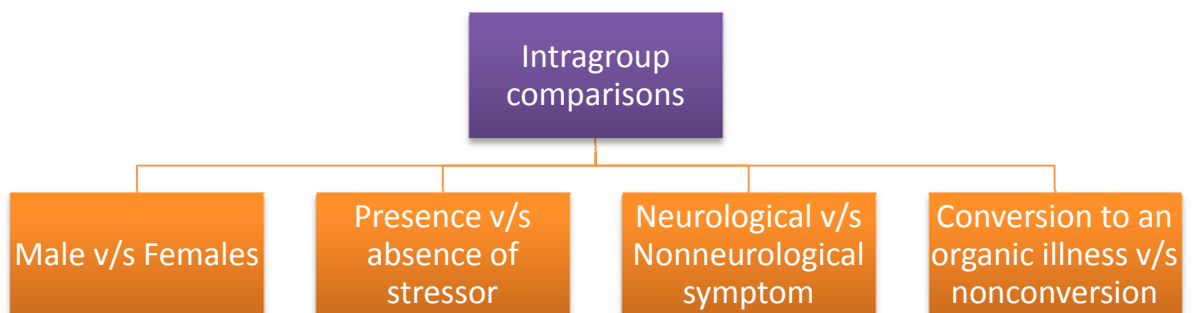 Intragroup
comparisons
Male v/s Females
Presence v/s
absence of
stressor
Neurological v/s
Nonneurological
symptom
Conversion to an
organic illness v/s
nonconversion